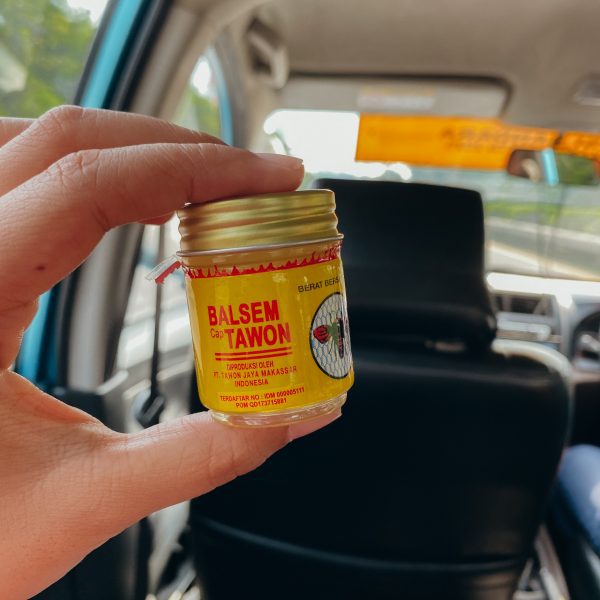 BALSEM
Cap TAWON
DIPRODUKSI OLEH
PT. TAWON JAYA MAKASSAR
INDONESIA
TERDAFTAR NO : IDM 000005111
POM QD173715881
BERAT BERS